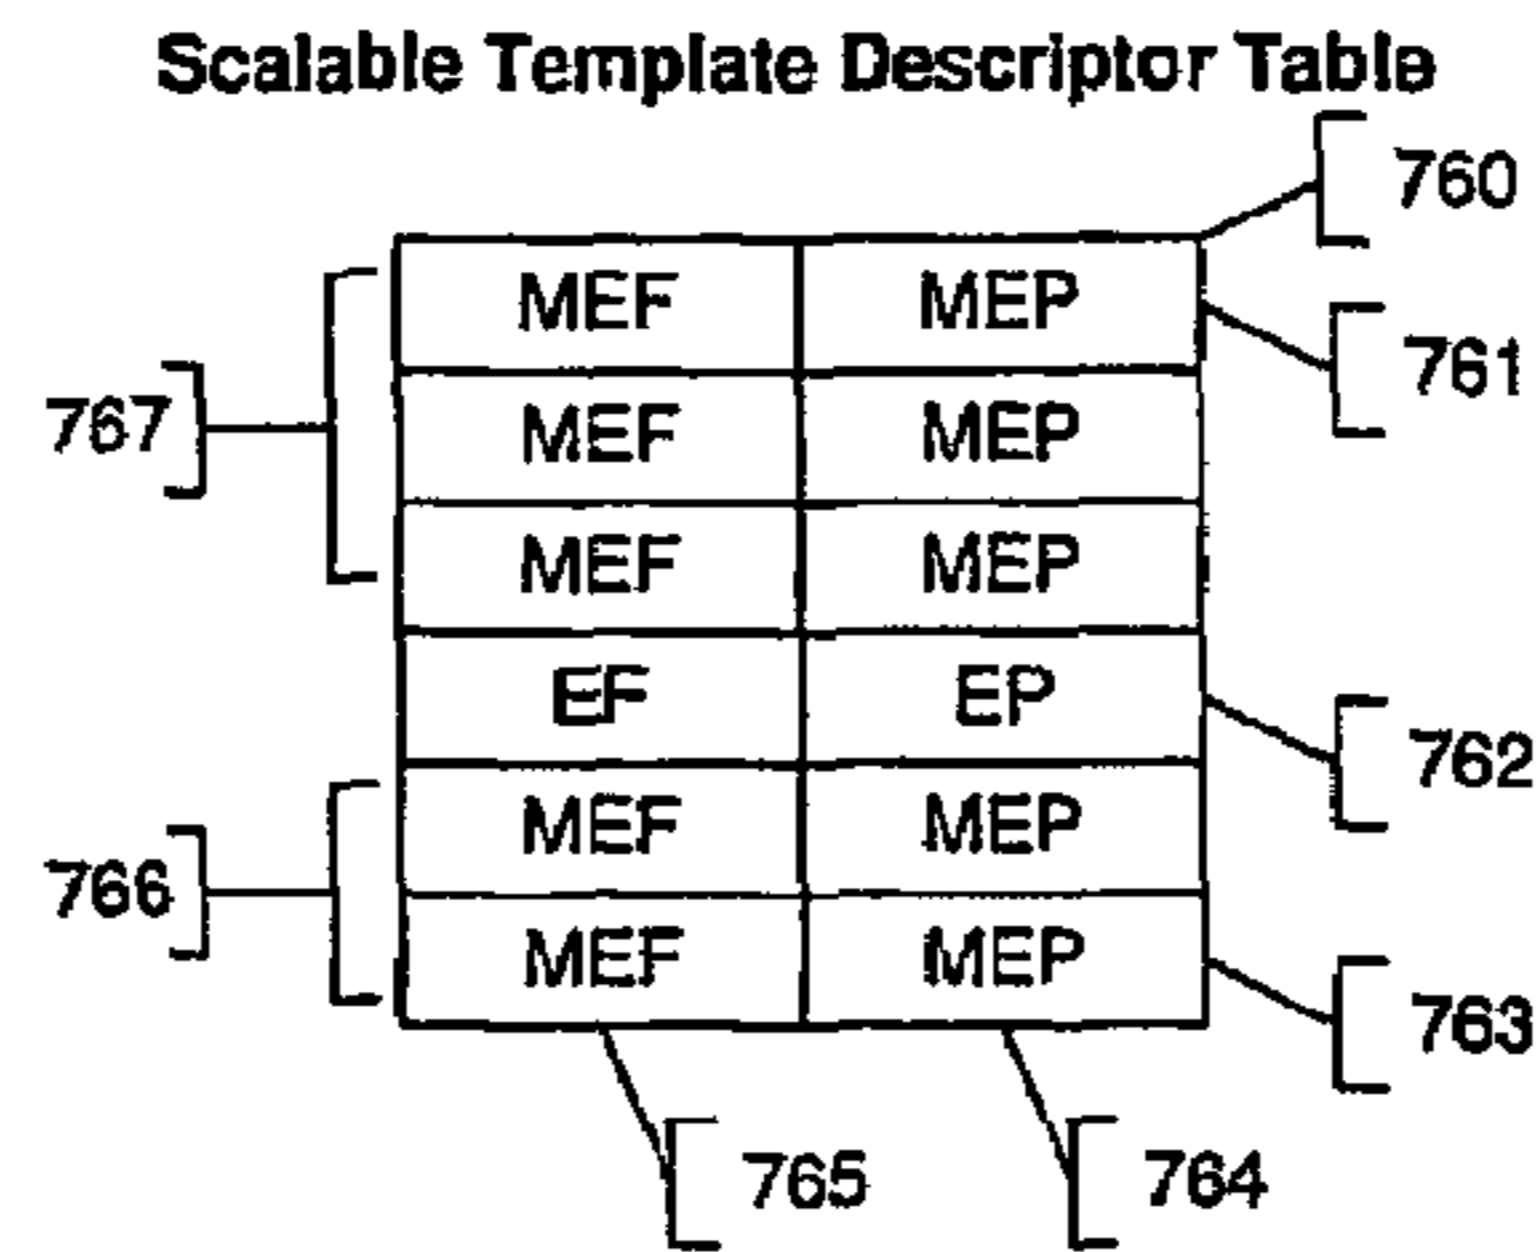 Scalable Template Descriptor Table
760
MEF MEP
761
767 MEF MEP
MEF MEP
EF EP
762
MEF MEP
766
MEF MEP
763
765 764